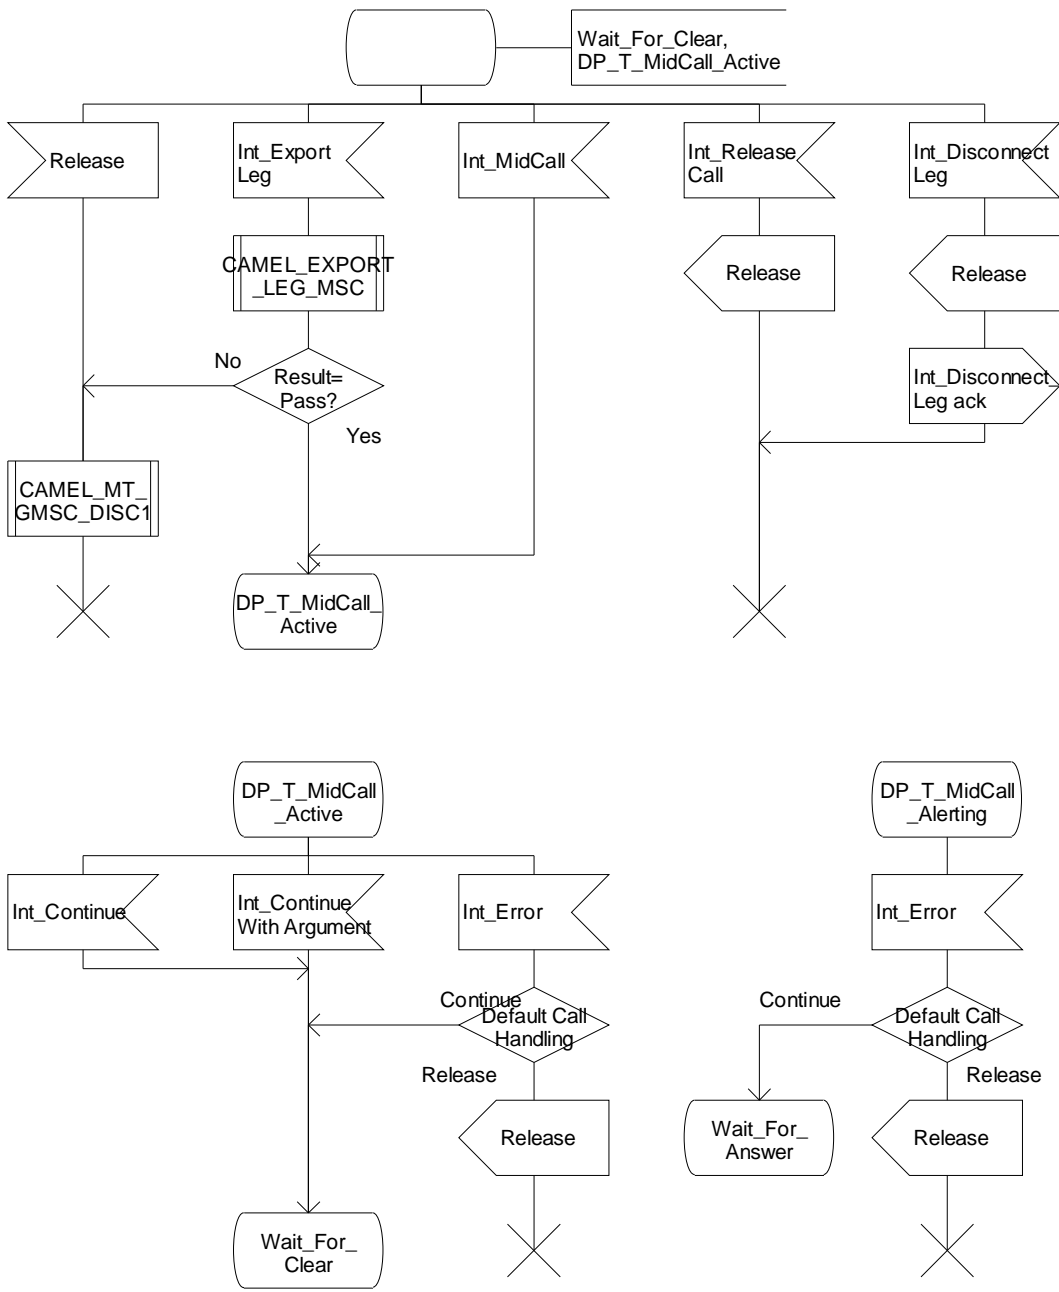 Wait_For_Clear,
DP_T_MidCall_Active
Release
Int_Export
Leg
Int_MidCall
Int_Release
Call
Int_Disconnect
Leg
CAMEL_EXPORT
_LEG_MSC
Release
Release
No
Result=
Pass?
Yes
Int_Disconnect_
Leg ack
CAMEL_MT_
GMSC_DISC1
DP_T_MidCall_
Active
DP_T_MidCall
_Active
DP_T_MidCall
_Alerting
Int_Continue
Int_Continue
With Argument
Int_Error
Int_Error
Continue
Default Call
Handling
Release
Continue
Default Call
Handling
Release
Release
Wait_For_
Answer
Release
Wait_For_
Clear